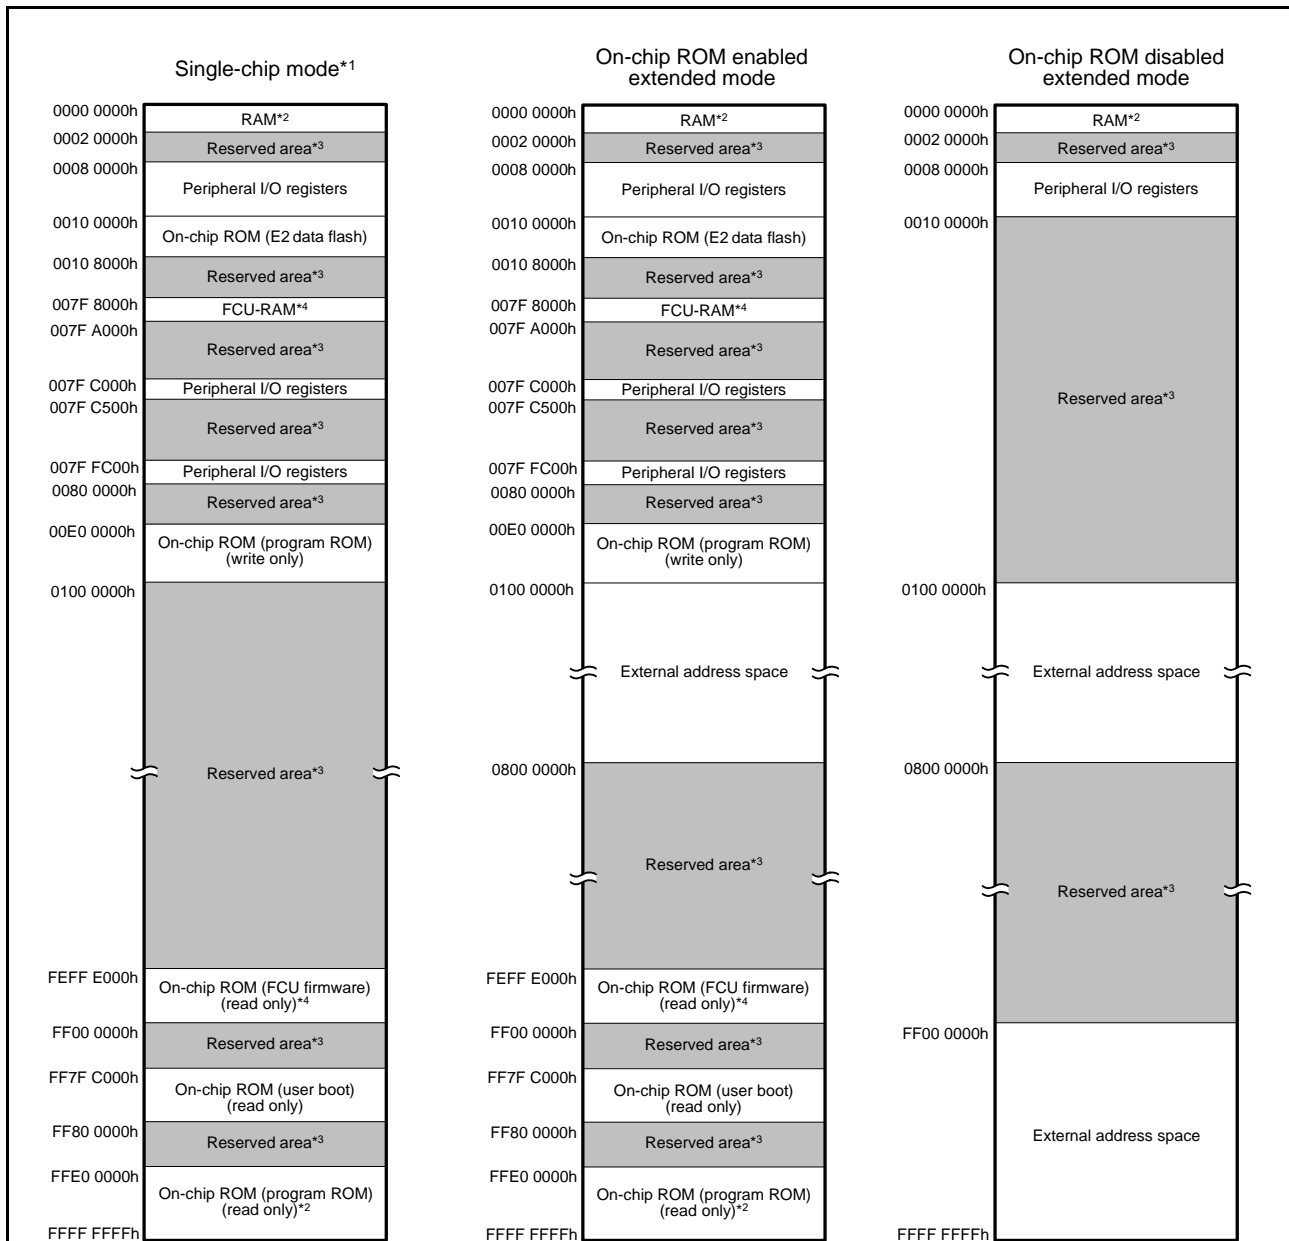 Single-chip mode*1
0000 0000h
RAM*2
0002 0000h
Reserved area*3
0008 0000h
Peripheral I/O registers
0010 0000h
On-chip ROM (E2 data flash)
0010 8000h
Reserved area*3
007F 8000h
FCU-RAM*4
007F A000h
Reserved area*3
007F C000h
Peripheral I/O registers
007F C500h
Reserved area*3
007F FC00h
Peripheral I/O registers
0080 0000h
Reserved area*3
00E0 0000h
On-chip ROM (program ROM)
(write only)
0100 0000h
Reserved area*3
FEFF E000h
On-chip ROM (FCU firmware)
(read only)*4
FF00 0000h
Reserved area*3
FF7F C000h
On-chip ROM (user boot)
(read only)
FF80 0000h
Reserved area*3
FFE0 0000h
On-chip ROM (program ROM)
(read only)*2
FFFF FFFFh
On-chip ROM enabled
extended mode
0000 0000h
RAM*2
0002 0000h
Reserved area*3
0008 0000h
Peripheral I/O registers
0010 0000h
On-chip ROM (E2 data flash)
0010 8000h
Reserved area*3
007F 8000h
FCU-RAM*4
007F A000h
Reserved area*3
007F C000h
Peripheral I/O registers
007F C500h
Reserved area*3
007F FC00h
Peripheral I/O registers
0080 0000h
Reserved area*3
00E0 0000h
On-chip ROM (program ROM)
(write only)
0100 0000h
External address space
0800 0000h
Reserved area*3
FEFF E000h
On-chip ROM (FCU firmware)
(read only)*4
FF00 0000h
Reserved area*3
FF7F C000h
On-chip ROM (user boot)
(read only)
FF80 0000h
Reserved area*3
FFE0 0000h
On-chip ROM (program ROM)
(read only)*2
FFFF FFFFh
On-chip ROM disabled
extended mode
0000 0000h
RAM*2
0002 0000h
Reserved area*3
0008 0000h
Peripheral I/O registers
0010 0000h
Reserved area*3
0100 0000h
External address space
0800 0000h
Reserved area*3
FF00 0000h
External address space
FFFF FFFFh